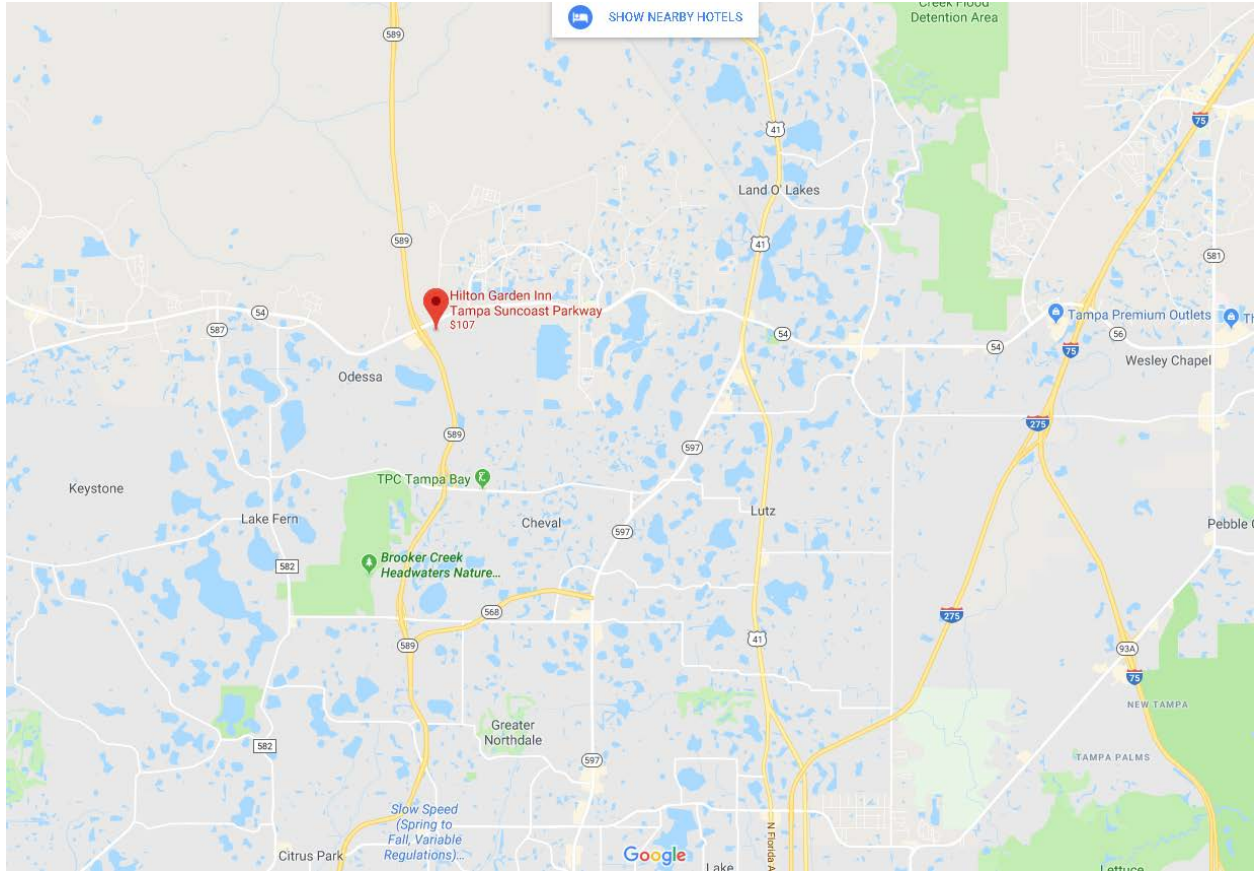 SHOW NEARBY HOTELS
Creek Flood
Detention Area
589
41
75
Land O' Lakes
589
41
581
Hilton Garden Inn
Tampa Suncoast Parkway
$107
54
587
54
54
Tampa Premium Outlets
56
Th
75
Wesley Chapel
Odessa
275
589
597
TPC Tampa Bay
Keystone
Lake Fern
Cheval
Lutz
597
Pebble
Brooker Creek
Headwaters Nature...
582
568
275
589
41
93A
75
NEW TAMPA
Greater
Northdale
582
597
TAMPA PALMS
Slow Speed
(Spring to
Fall, Variable
Regulations)...
Citrus Park
Google
Lake
N Florida A
Lettuce